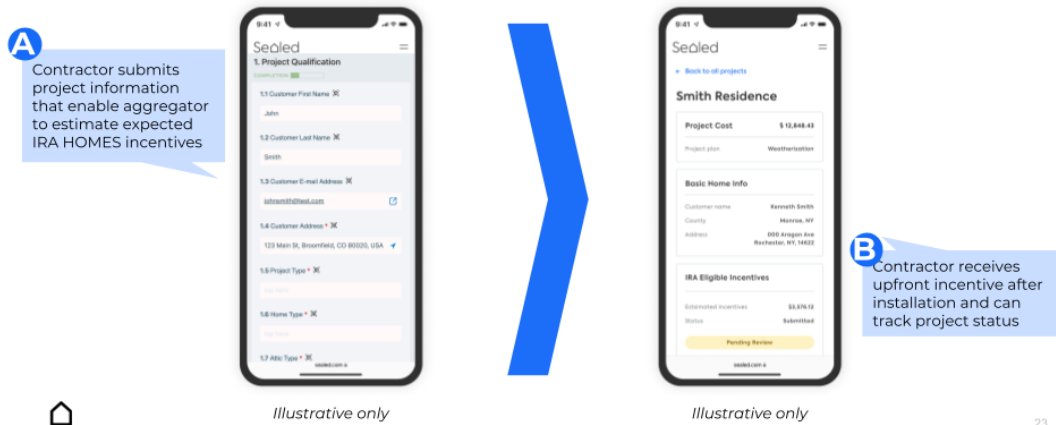 A
Contractor submits
project information
that enable aggregator
to estimate expected
IRA HOMES incentives
9:41
Sealed
1. Project Qualification
COMPLETION
1.1 Customer First Name
John
1.2 Customer Last Name
Smith
1.3 Customer E-mail Address
johnsmith@test.com
1.4 Customer Address *
123 Main St, Broomfield, CO 80020, USA
1.5 Project Type *
1.6 Home Type *
1.7 Attic Type *
sealed.com
Illustrative only
9:41
Sealed
Back to all projects
Smith Residence
Project Cost $ 12,848.43
Project plan Weatherization
Basic Home Info
Customer name Kenneth Smith
County Monroe, NY
Address 000 Aragon Ave
Rochester, NY, 14622
IRA Eligible Incentives
Estimated incentives $3,576.12
Status Submitted
Pending Review
sealed.com
Illustrative only
B
Contractor receives
upfront incentive after
installation and can
track project status
23